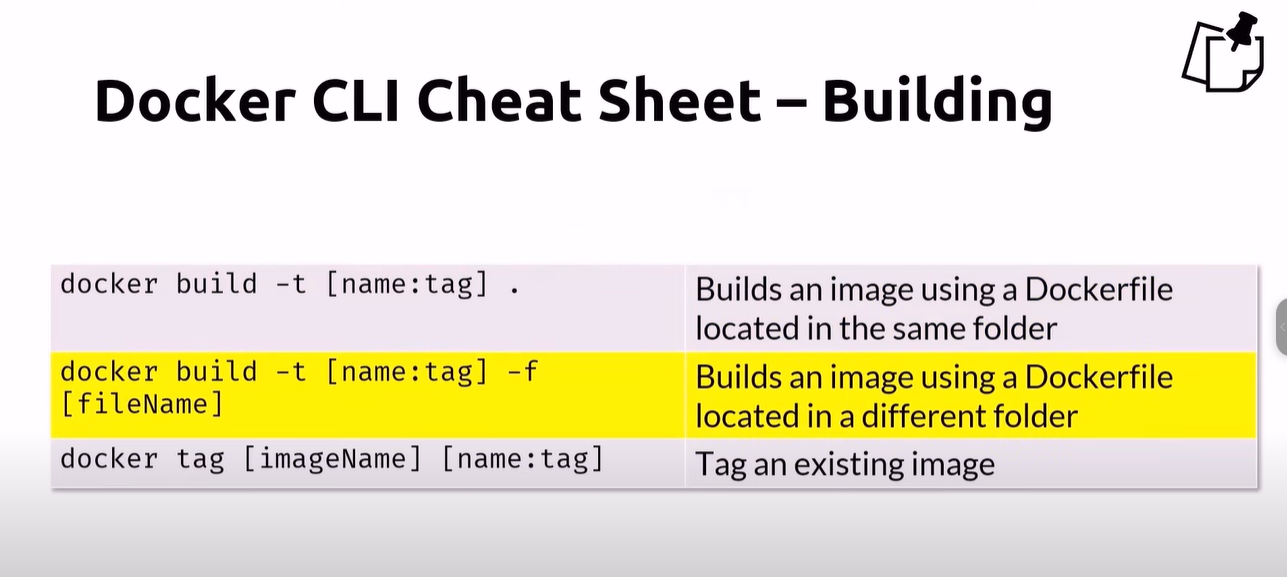 Docker CLI Cheat Sheet – Building
docker build -t [name:tag] .
Builds an image using a Dockerfile
located in the same folder
docker build -t [name:tag] -f
[fileName]
Builds an image using a Dockerfile
located in a different folder
docker tag [imageName] [name:tag]
Tag an existing image